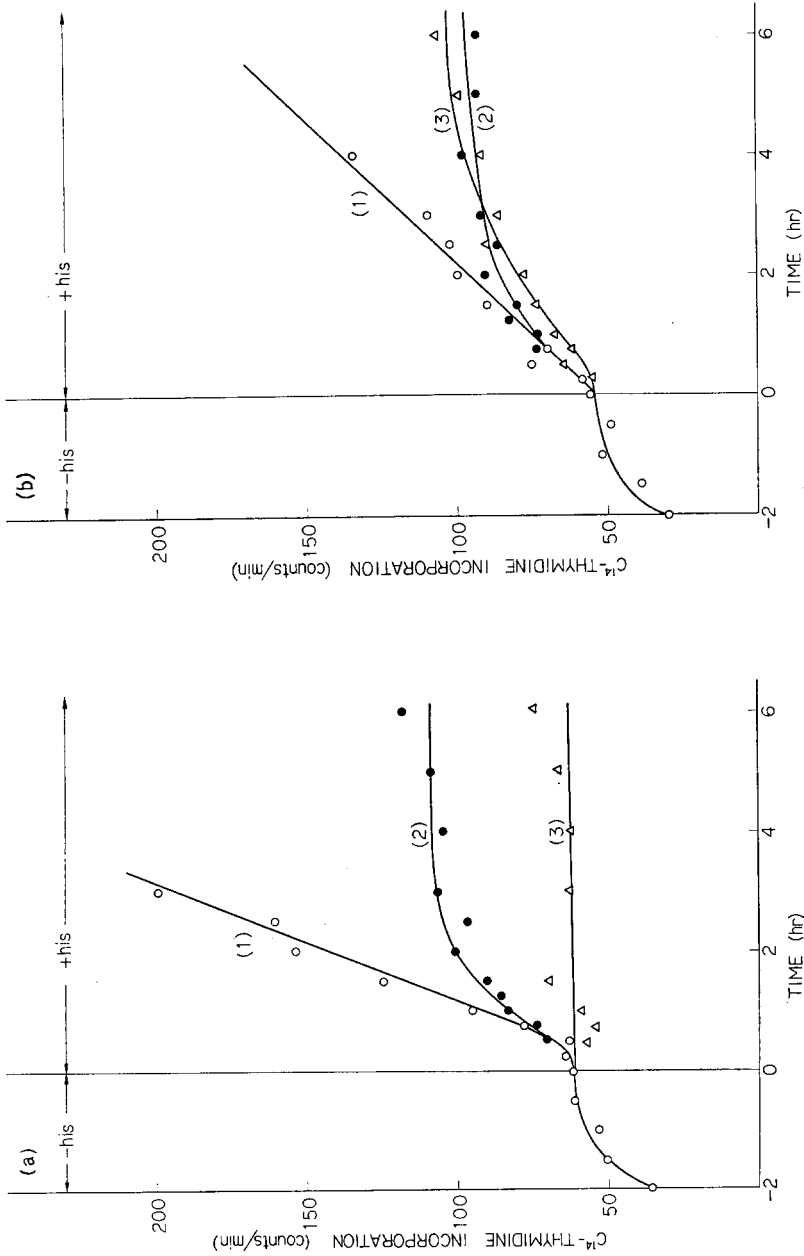 (a)
−his
+his
C¹⁴-THYMIDINE INCORPORATION (counts/min)
200
150
100
50
(1)
(2)
(3)
-2
0
2
4
6
TIME (hr)
(b)
−his
+his
C¹⁴-THYMIDINE INCORPORATION (counts/min)
200
150
100
50
(1)
(3)
(2)
-2
0
2
4
6
TIME (hr)